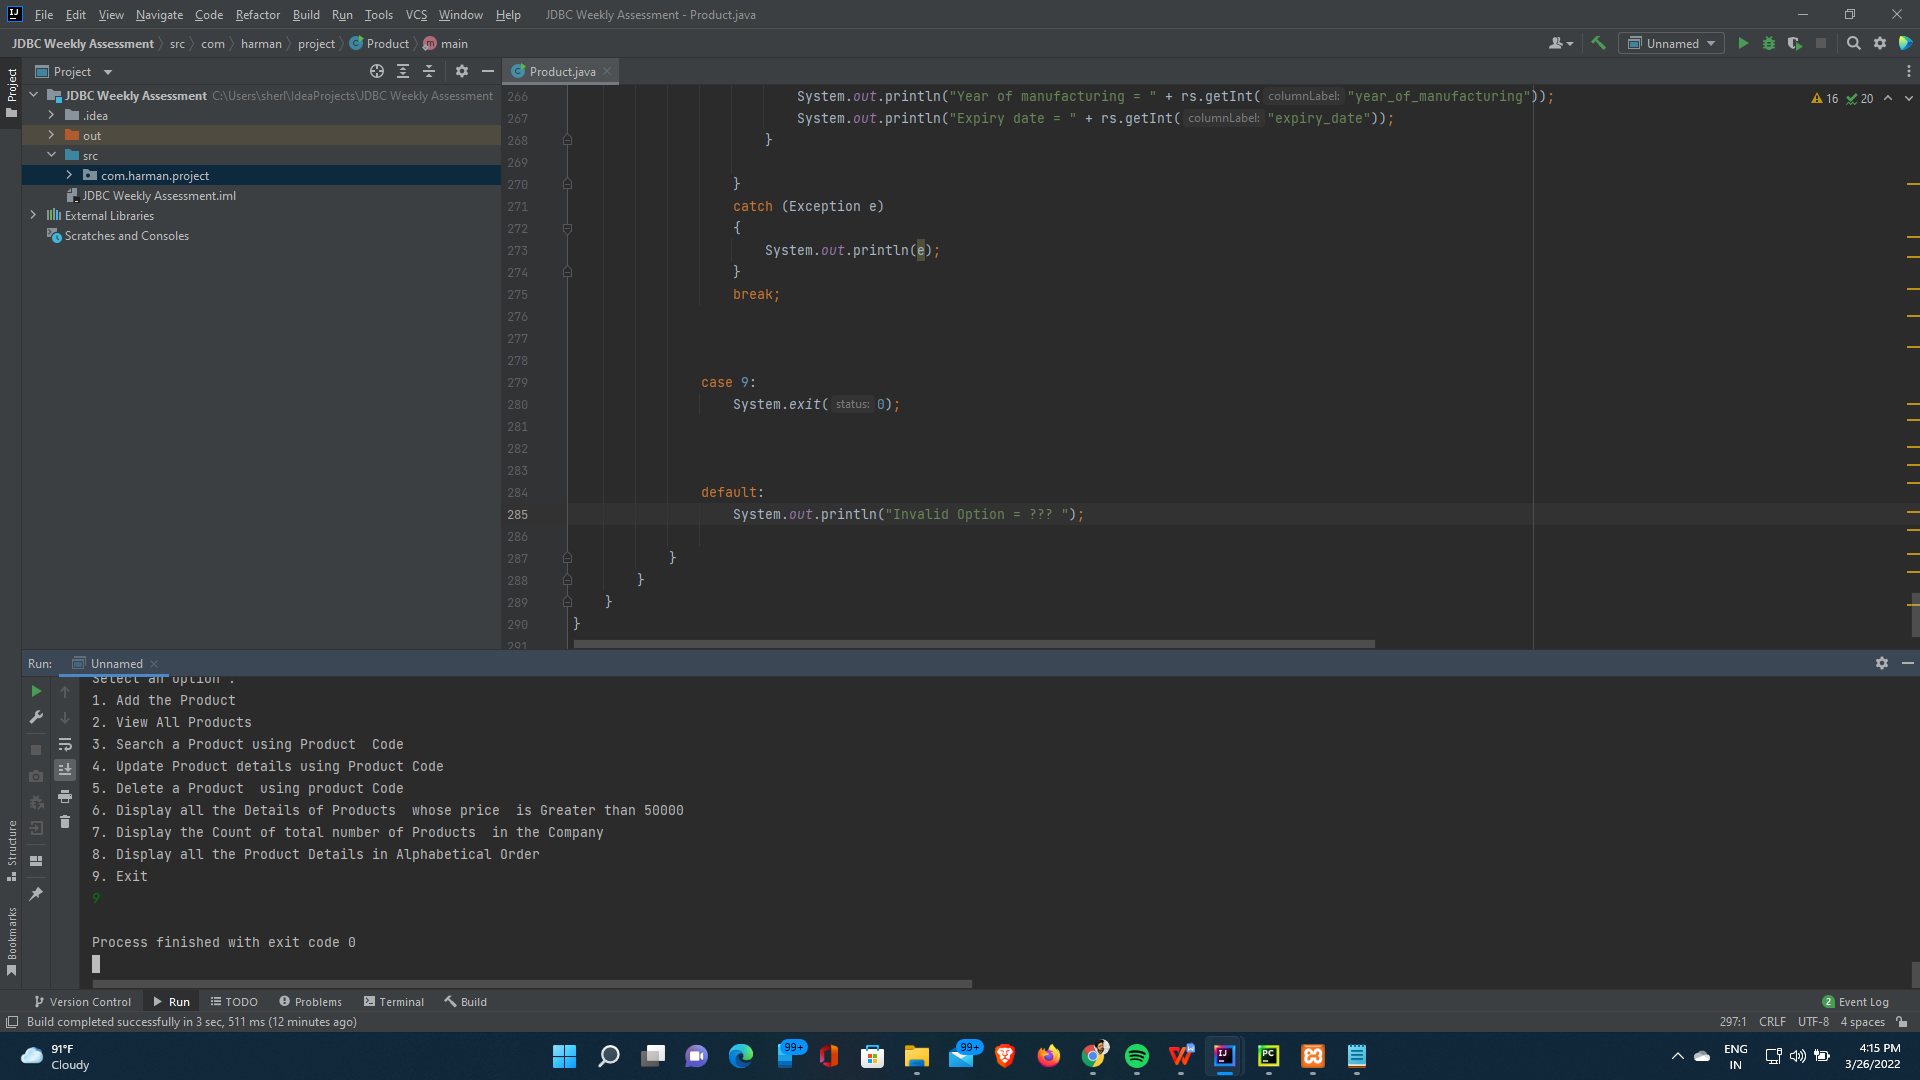 File Edit View Navigate Code Refactor Build Run Tools VCS Window Help JDBC Weekly Assessment - Product.java
JDBC Weekly Assessment src com harman project Product main Unnamed
Project Product.java
Project
JDBC Weekly Assessment C:\Users\sherl\IdeaProjects\JDBC Weekly Assessment
.idea
out
src
com.harman.project
JDBC Weekly Assessment.iml
External Libraries
Scratches and Consoles
16 20
266 System.out.println("Year of manufacturing = " + rs.getInt( columnLabel: "year_of_manufacturing"));
267 System.out.println("Expiry date = " + rs.getInt( columnLabel: "expiry_date"));
268 }
269
270 }
271 catch (Exception e)
272 {
273 System.out.println(e);
274 }
275 break;
276
277
278
279 case 9:
280 System.exit( status: 0);
281
282
283
284 default:
285 System.out.println("Invalid Option = ??? ");
286
287 }
288 }
289 }
290 }
291
Run: Unnamed
Select an option :
1. Add the Product
2. View All Products
3. Search a Product using Product  Code
4. Update Product details using Product Code
5. Delete a Product  using product Code
6. Display all the Details of Products  whose price  is Greater than 50000
7. Display the Count of total number of Products  in the Company
8. Display all the Product Details in Alphabetical Order
9. Exit
9
Process finished with exit code 0
Structure
Bookmarks
Version Control Run TODO Problems Terminal Build 2 Event Log
Build completed successfully in 3 sec, 511 ms (12 minutes ago) 297:1 CRLF UTF-8 4 spaces
91°F
Cloudy
99+
99+
ENG
IN
4:15 PM
3/26/2022